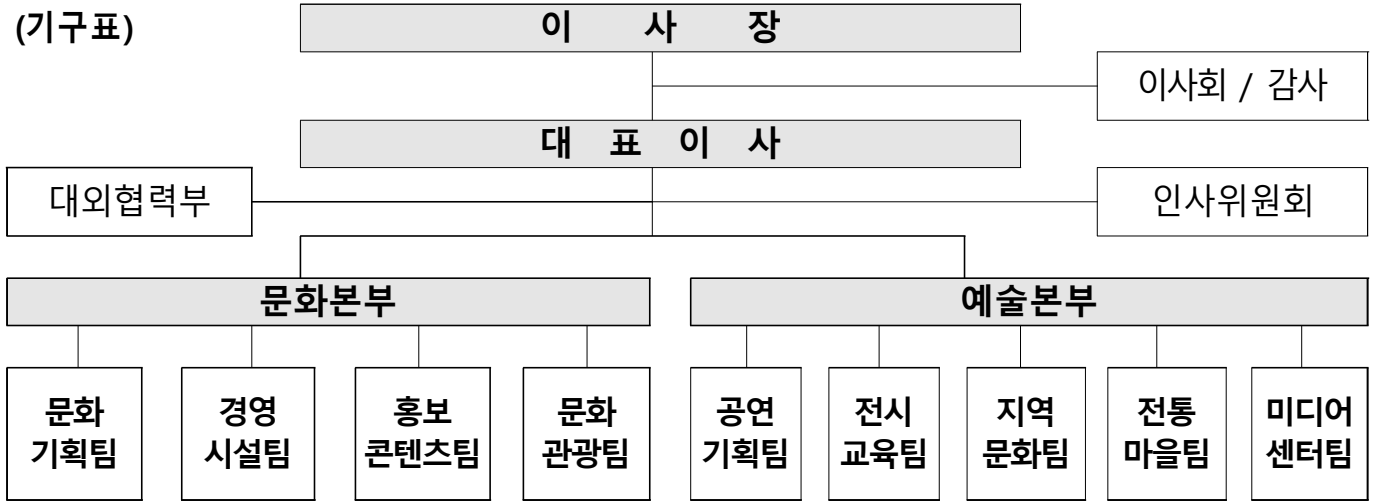 (기구표)
이 사 장
이사회 / 감사
대 표 이 사
대외협력부
인사위원회
문화본부
예술본부
문화
기획팀
경영
시설팀
홍보
콘텐츠팀
문화
관광팀
공연
기획팀
전시
교육팀
지역
문화팀
전통
마을팀
미디어
센터팀